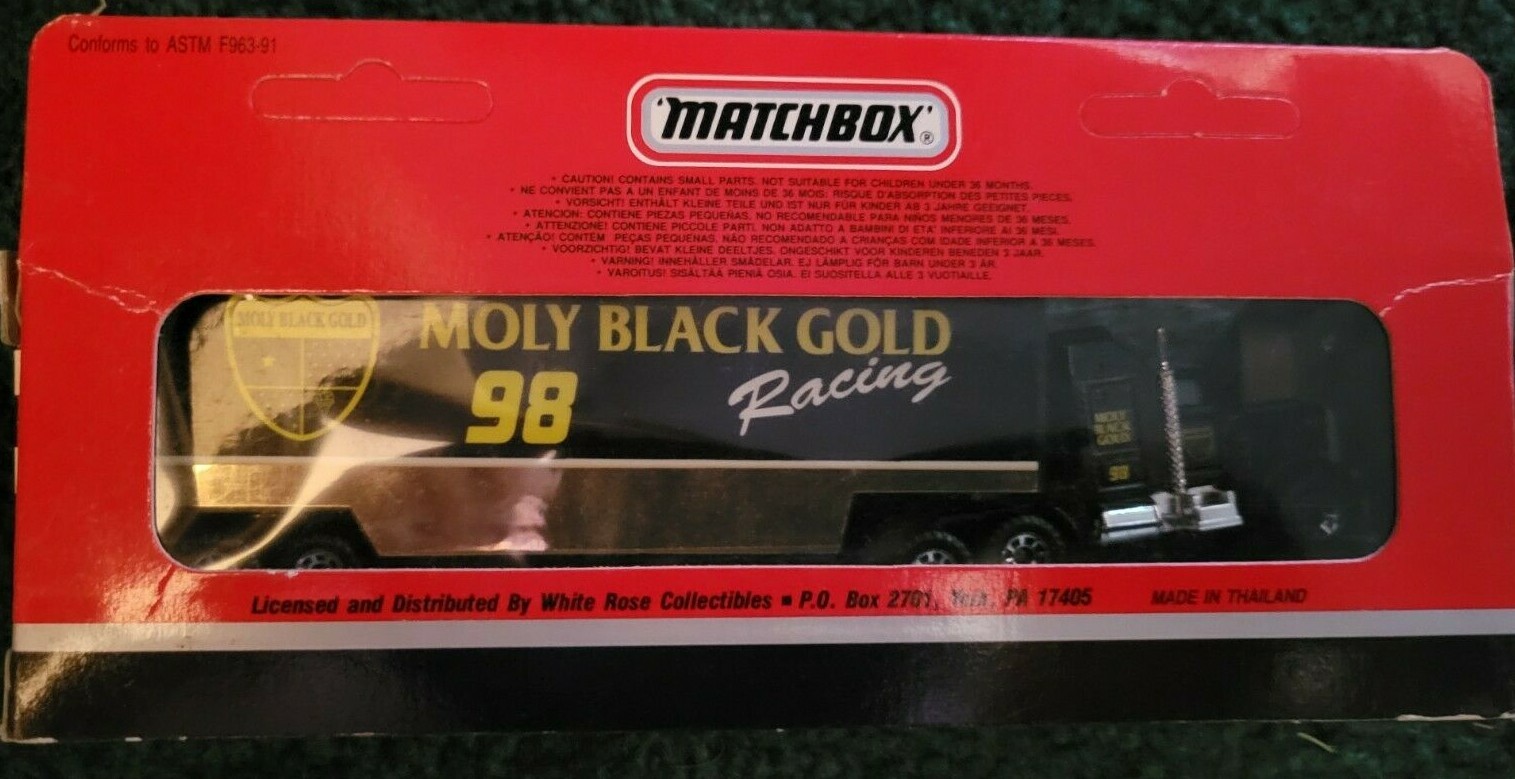 Conforms to ASTM F963-91
'MATCHBOX'®
• CAUTION! CONTAINS SMALL PARTS. NOT SUITABLE FOR CHILDREN UNDER 36 MONTHS.
• NE CONVIENT PAS A UN ENFANT DE MOINS DE 36 MOIS: RISQUE D'ABSORPTION DES PETITES PIECES.
• VORSICHT! ENTHÄLT KLEINE TEILE UND IST NUR FÜR KINDER AB 3 JAHRE GEEIGNET.
• ATENCION: CONTIENE PIEZAS PEQUEÑAS. NO RECOMENDABLE PARA NIÑOS MENORES DE 36 MESES.
• ATTENZIONE! CONTIENE PICCOLE PARTI. NON ADATTO A BAMBINI DI ETA' INFERIORE AI 36 MESI.
• ATENÇÃO! CONTEM PEÇAS PEQUENAS. NÃO RECOMENDADO A CRIANÇAS COM IDADE INFERIOR A 36 MESES.
• VOORZICHTIG! BEVAT KLEINE DEELTJES. ONGESCHIKT VOOR KINDEREN BENEDEN 3 JAAR.
• VARNING! INNEHÅLLER SMÅDELAR. EJ LÄMPLIG FÖR BARN UNDER 3 ÅR.
• VAROITUS! SISÄLTÄÄ PIENIÄ OSIA. EI SUOSITELLA ALLE 3 VUOTIAILLE.
MOLY BLACK GOLD
MOLY BLACK GOLD
98
Racing
MOLY
BLACK
GOLD
98
Licensed and Distributed By White Rose Collectibles ▪ P.O. Box 2701, York, PA 17405
MADE IN THAILAND